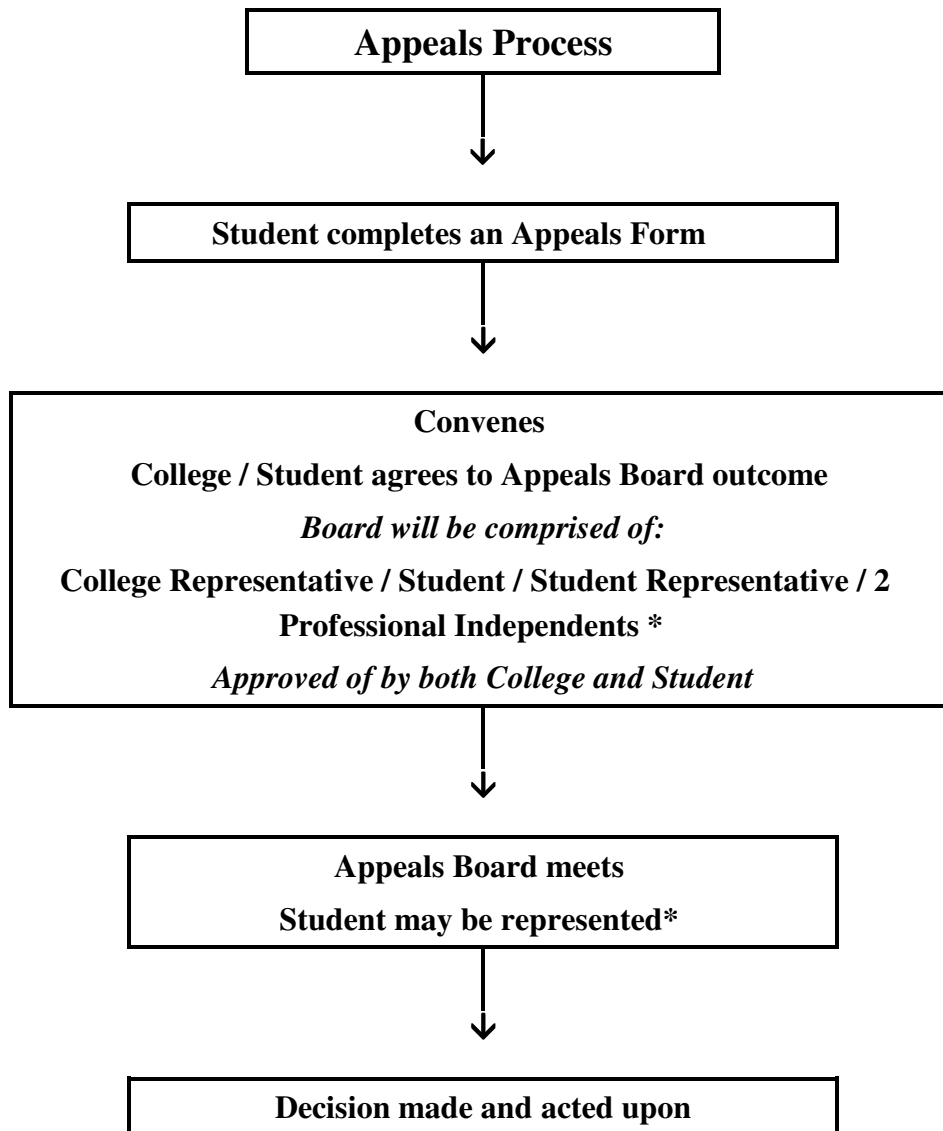 Appeals Process
Student completes an Appeals Form
Convenes
College / Student agrees to Appeals Board outcome
Board will be comprised of:
College Representative / Student / Student Representative / 2
Professional Independents *
Approved of by both College and Student
Appeals Board meets
Student may be represented*
Decision made and acted upon